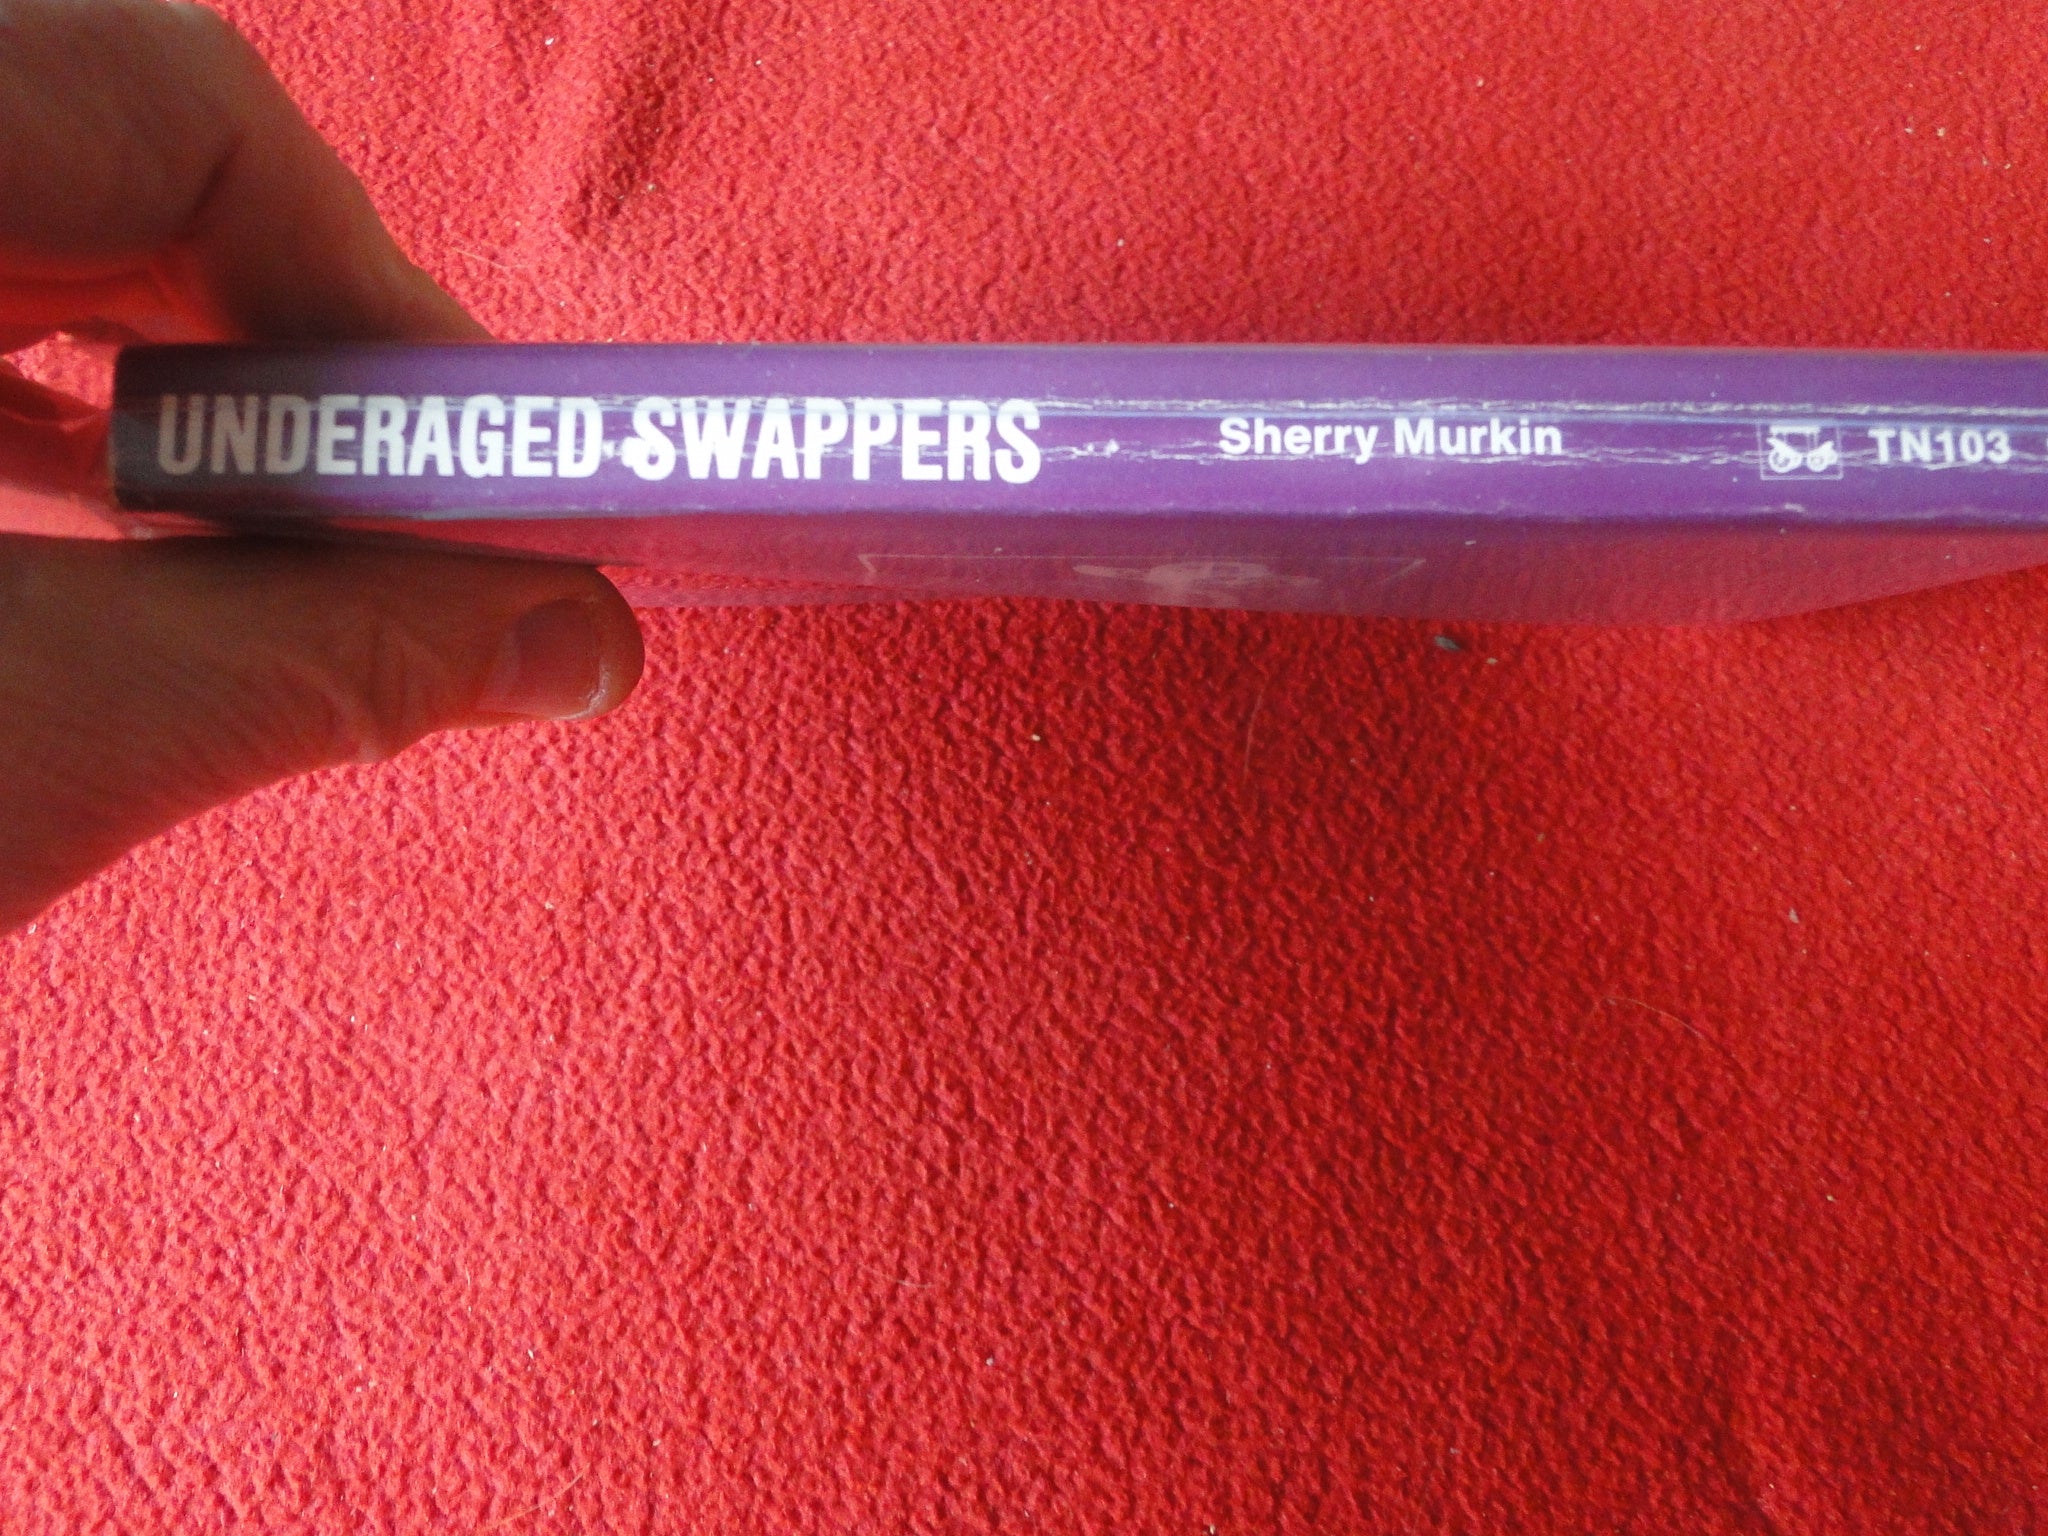 UNDERAGED SWAPPERS Sherry Murkin TN103